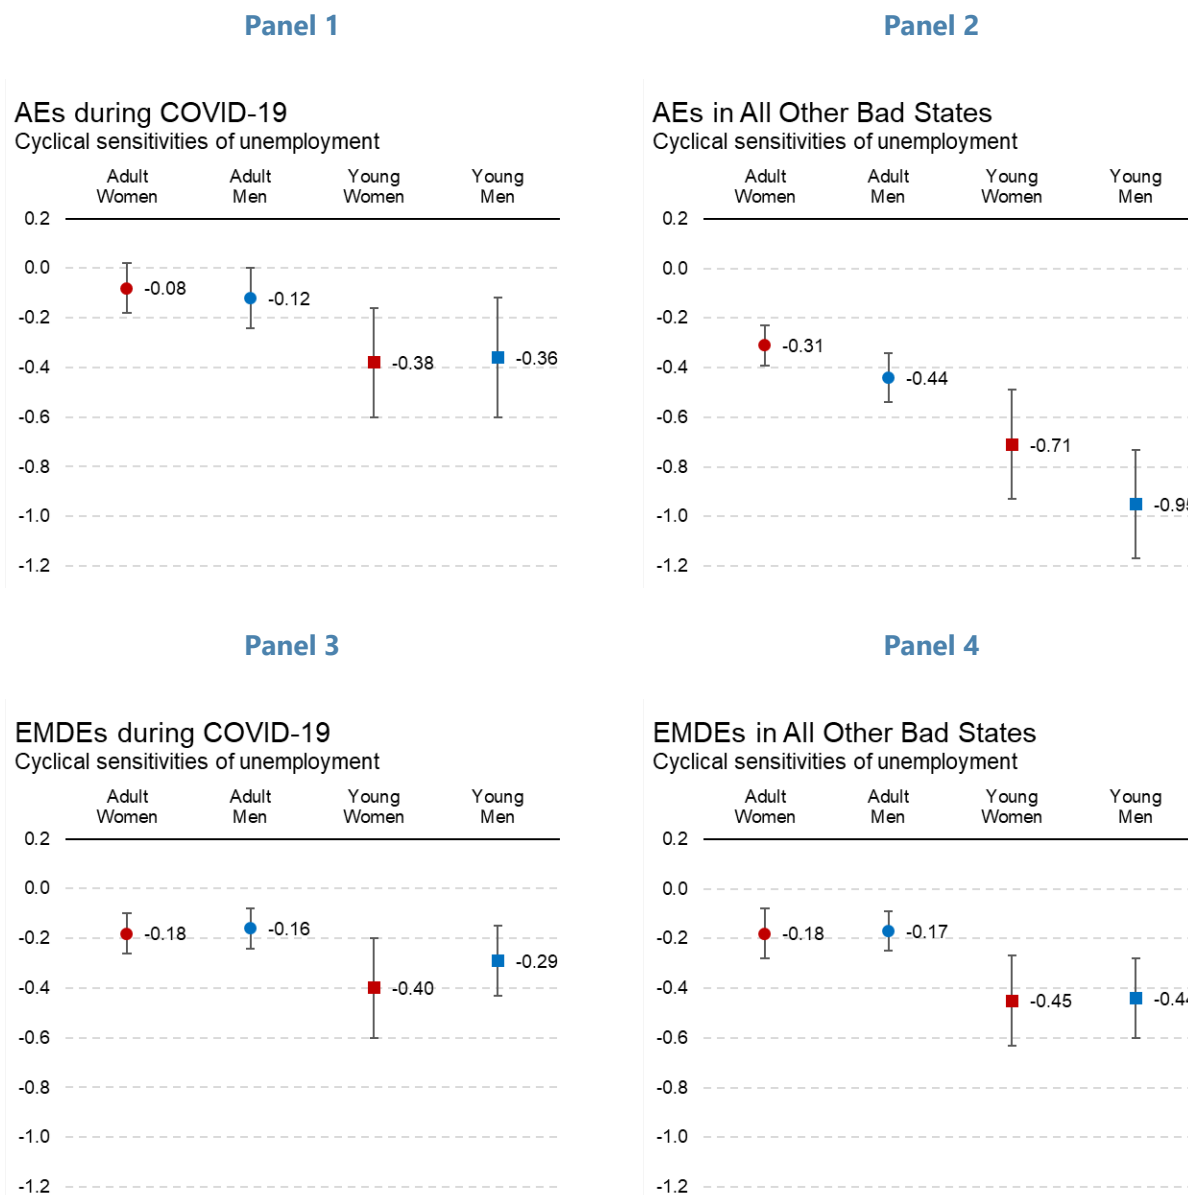 Panel 1
AEs during COVID-19
Cyclical sensitivities of unemployment
Adult Women
Adult Men
Young Women
Young Men
0.2
0.0
-0.2
-0.4
-0.6
-0.8
-1.0
-1.2
-0.08
-0.12
-0.38
-0.36
Panel 2
AEs in All Other Bad States
Cyclical sensitivities of unemployment
Adult Women
Adult Men
Young Women
Young Men
0.2
0.0
-0.2
-0.4
-0.6
-0.8
-1.0
-1.2
-0.31
-0.44
-0.71
Panel 3
EMDEs during COVID-19
Cyclical sensitivities of unemployment
Adult Women
Adult Men
Young Women
Young Men
0.2
0.0
-0.2
-0.4
-0.6
-0.8
-1.0
-1.2
-0.18
-0.16
-0.40
-0.29
Panel 4
EMDEs in All Other Bad States
Cyclical sensitivities of unemployment
Adult Women
Adult Men
Young Women
Young Men
0.2
0.0
-0.2
-0.4
-0.6
-0.8
-1.0
-1.2
-0.18
-0.17
-0.45